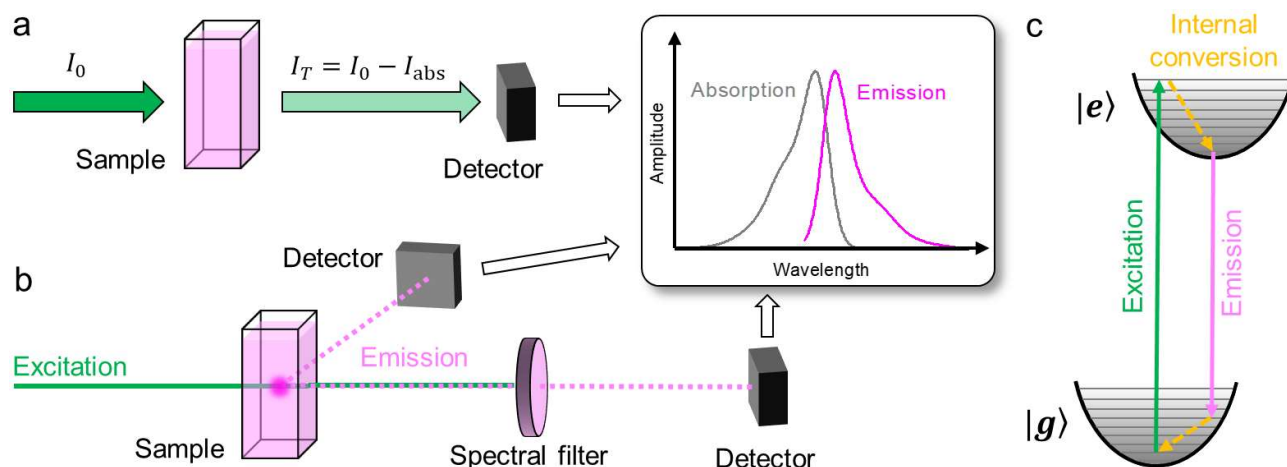 a
I₀
I_T = I₀ − I_abs
Sample
Detector
Absorption
Emission
Amplitude
Wavelength
b
Detector
Excitation
Emission
Sample
Spectral filter
Detector
c
Internal
conversion
|e⟩
Excitation
Emission
|g⟩